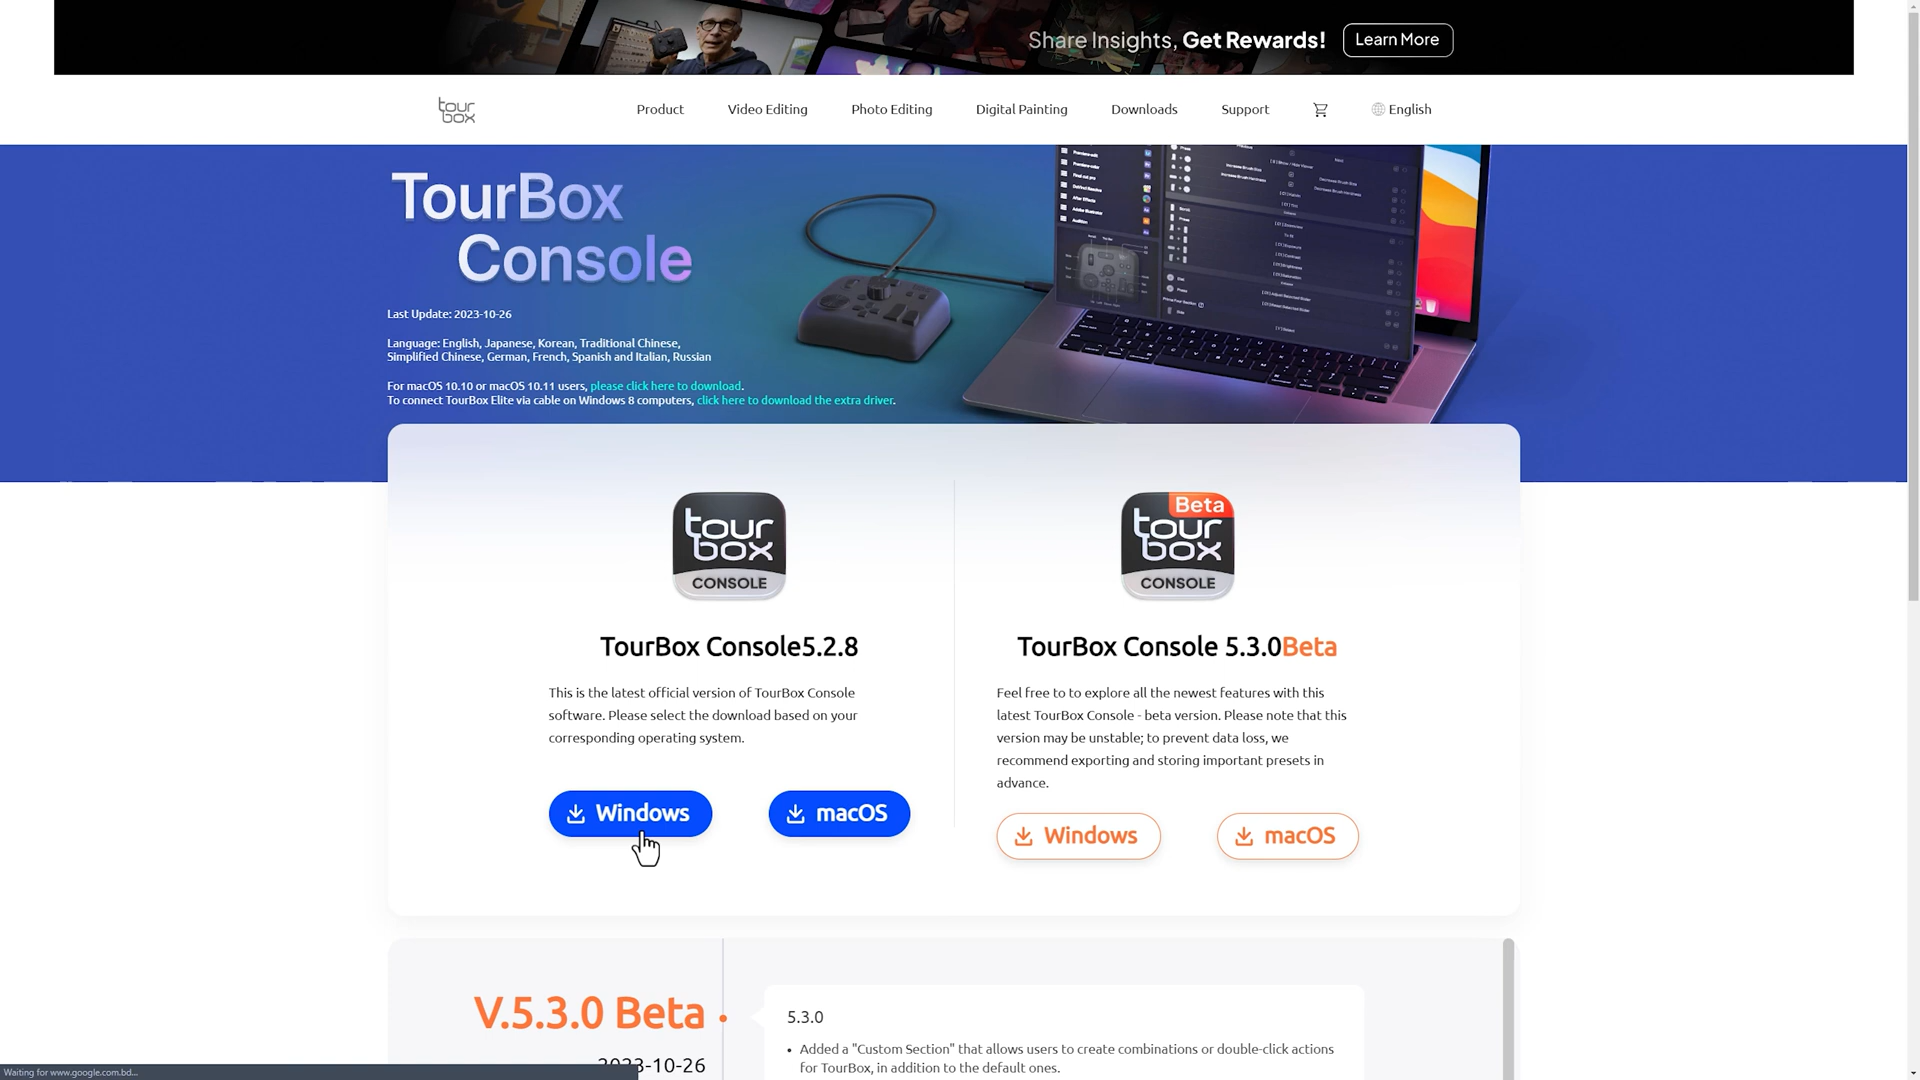 Share Insights, Get Rewards!
Learn More
tour
box
Product
Video Editing
Photo Editing
Digital Painting
Downloads
Support
English
TourBox
Console
Last Update: 2023-10-26
Language: English, Japanese, Korean, Traditional Chinese,
Simplified Chinese, German, French, Spanish and Italian, Russian
For macOS 10.10 or macOS 10.11 users, please click here to download.
To connect TourBox Elite via cable on Windows 8 computers, click here to download the extra driver.
tour
box
CONSOLE
TourBox Console5.2.8
This is the latest official version of TourBox Console
software. Please select the download based on your
corresponding operating system.
Windows
macOS
Beta
tour
box
CONSOLE
TourBox Console 5.3.0Beta
Feel free to to explore all the newest features with this
latest TourBox Console - beta version. Please note that this
version may be unstable; to prevent data loss, we
recommend exporting and storing important presets in
advance.
Windows
macOS
V.5.3.0 Beta
2023-10-26
5.3.0
• Added a "Custom Section" that allows users to create combinations or double-click actions
for TourBox, in addition to the default ones.
Waiting for www.google.com.bd...